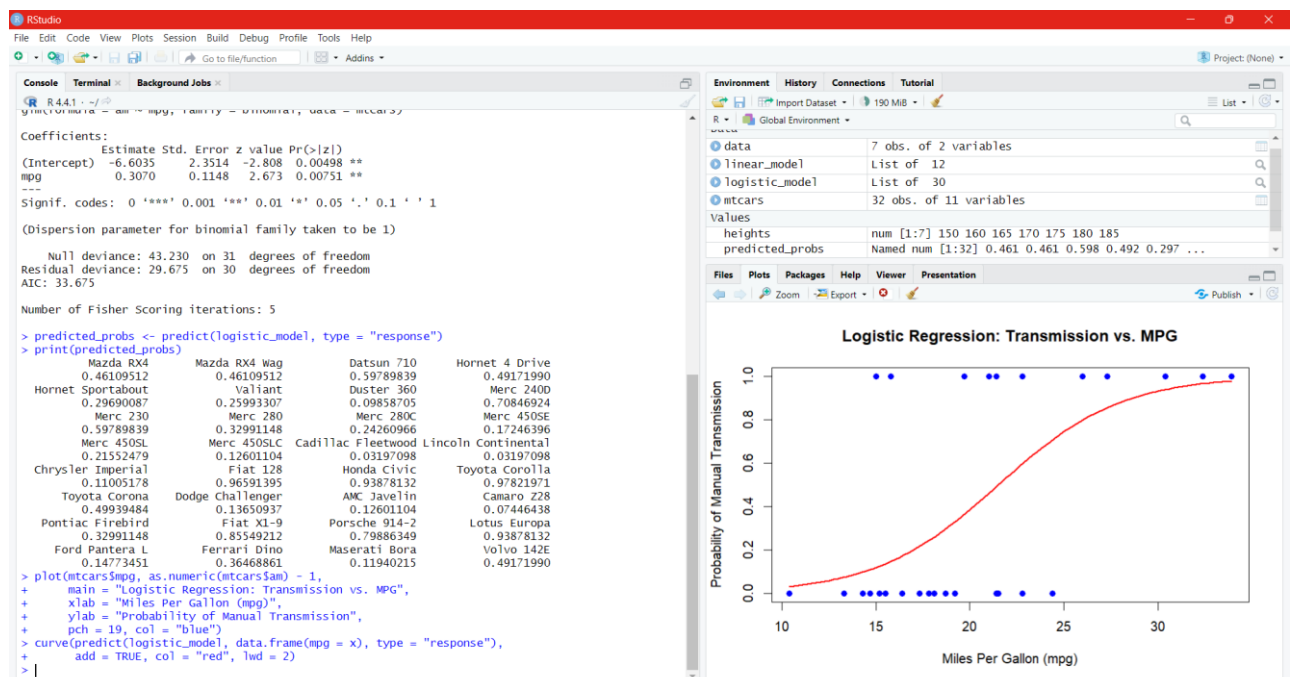 RStudio
File Edit Code View Plots Session Build Debug Profile Tools Help
Go to file/function
Addins
Project: (None)
Console Terminal Background Jobs
R 4.4.1 · ~/
glm(formula = am ~ mpg, family = binomial, data = mtcars)
Coefficients:
Estimate Std. Error z value Pr(>|z|)
(Intercept) -6.6035 2.3514 -2.808 0.00498 **
mpg 0.3070 0.1148 2.673 0.00751 **
---
Signif. codes: 0 ‘***’ 0.001 ‘**’ 0.01 ‘*’ 0.05 ‘.’ 0.1 ‘ ’ 1
(Dispersion parameter for binomial family taken to be 1)
Null deviance: 43.230 on 31 degrees of freedom
Residual deviance: 29.675 on 30 degrees of freedom
AIC: 33.675
Number of Fisher Scoring iterations: 5
> predicted_probs <- predict(logistic_model, type = "response")
> print(predicted_probs)
Mazda RX4 Mazda RX4 Wag Datsun 710 Hornet 4 Drive
0.46109512 0.46109512 0.59789839 0.49171990
Hornet Sportabout Valiant Duster 360 Merc 240D
0.29690087 0.25993307 0.09858705 0.70846924
Merc 230 Merc 280 Merc 280C Merc 450SE
0.59789839 0.32991148 0.24260966 0.17246396
Merc 450SL Merc 450SLC Cadillac Fleetwood Lincoln Continental
0.21552479 0.12601104 0.03197098 0.03197098
Chrysler Imperial Fiat 128 Honda Civic Toyota Corolla
0.11005178 0.96591395 0.93878132 0.97821971
Toyota Corona Dodge Challenger AMC Javelin Camaro Z28
0.49939484 0.13650937 0.12601104 0.07446438
Pontiac Firebird Fiat X1-9 Porsche 914-2 Lotus Europa
0.32991148 0.85549212 0.79886349 0.93878132
Ford Pantera L Ferrari Dino Maserati Bora Volvo 142E
0.14773451 0.36468861 0.11940215 0.49171990
> plot(mtcars$mpg, as.numeric(mtcars$am) - 1,
+ main = "Logistic Regression: Transmission vs. MPG",
+ xlab = "Miles Per Gallon (mpg)",
+ ylab = "Probability of Manual Transmission",
+ pch = 19, col = "blue")
> curve(predict(logistic_model, data.frame(mpg = x), type = "response"),
+ add = TRUE, col = "red", lwd = 2)
>
Environment History Connections Tutorial
Import Dataset 190 MiB List
R Global Environment
Data
data 7 obs. of 2 variables
linear_model List of 12
logistic_model List of 30
mtcars 32 obs. of 11 variables
Values
heights num [1:7] 150 160 165 170 175 180 185
predicted_probs Named num [1:32] 0.461 0.461 0.598 0.492 0.297 ...
Files Plots Packages Help Viewer Presentation
Zoom Export Publish
Logistic Regression: Transmission vs. MPG
Probability of Manual Transmission
1.0
0.8
0.6
0.4
0.2
0.0
10 15 20 25 30
Miles Per Gallon (mpg)